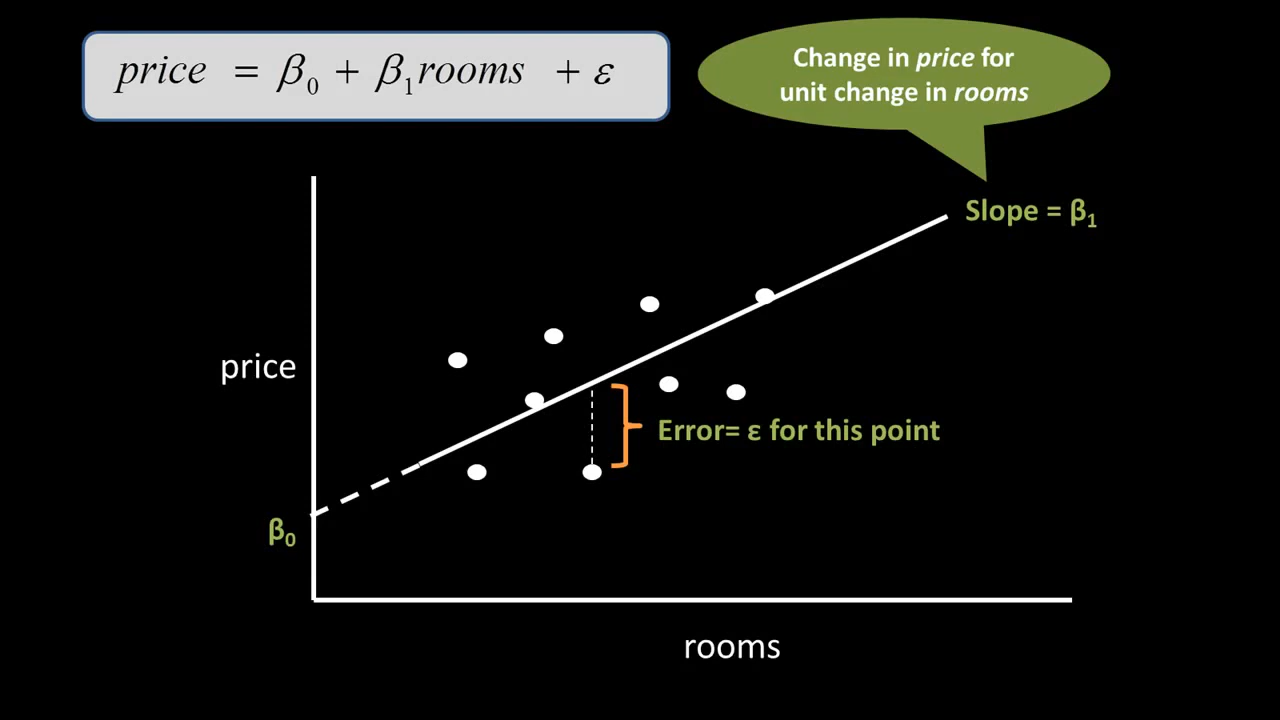 price = β0 + β1rooms + ε
Change in price for
unit change in rooms
Slope = β1
price
Error= ε for this point
β0
rooms